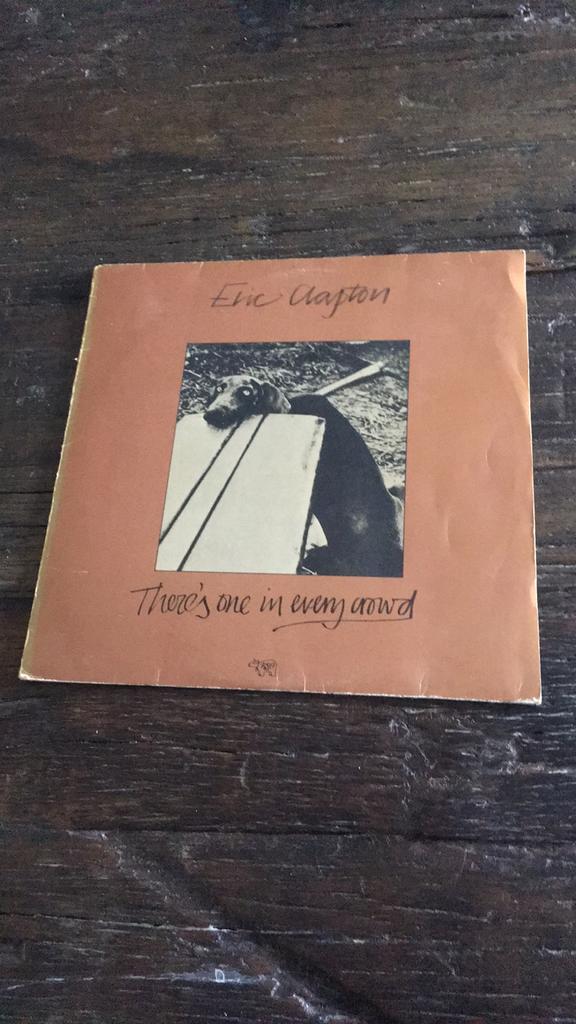 Eric Clapton
There's one in every crowd